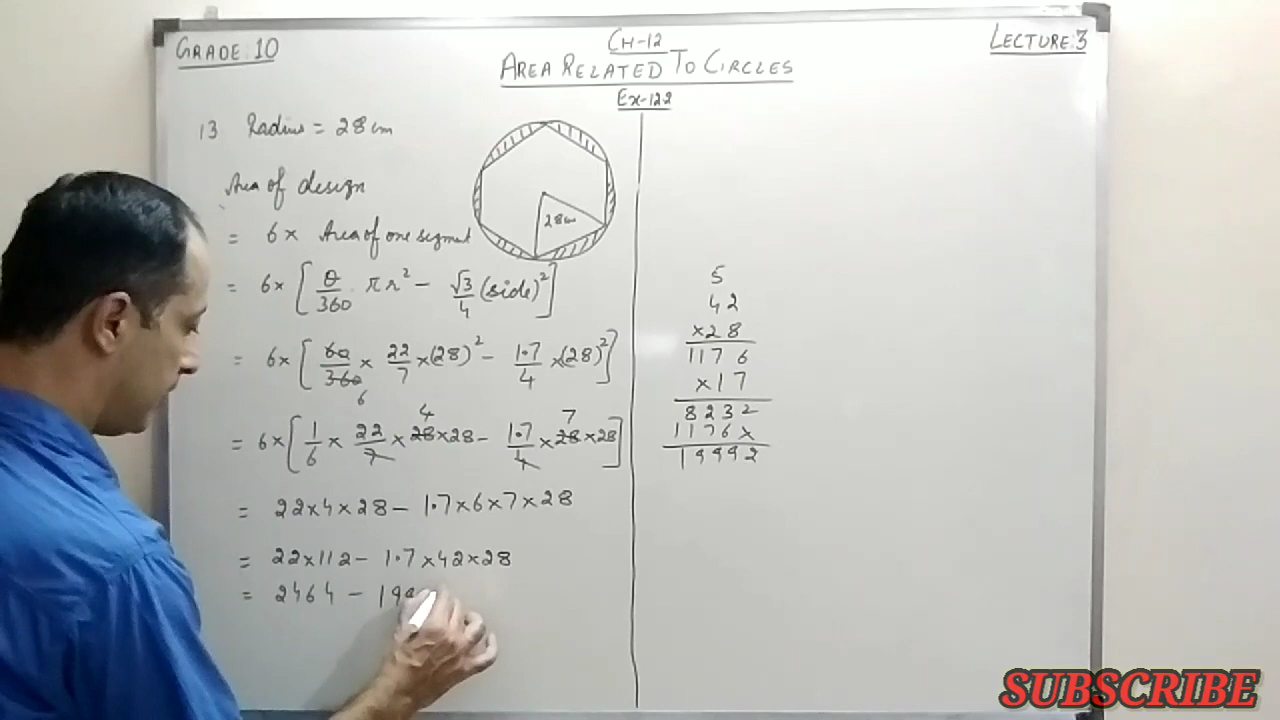 GRADE 10
CH-12
AREA RELATED TO CIRCLES
LECTURE 3
Ex-12.2
13 Radius = 28 cm
Area of design
= 6 × Area of one segment
= 6 × [θ/360 πr² − √3/4 (side)²]
= 6 × [60/360 × 22/7 × (28)² − 1.7/4 × (28)²]
6
= 6 × [1/6 × 22/7 × 28 × 28 − 1.7/4 × 28 × 28]
4 7
= 22 × 4 × 28 − 1.7 × 6 × 7 × 28
= 22 × 112 − 1.7 × 42 × 28
= 2464 − 199
28 cm
5
42
×28
1176
×17
8232
1176×
19992
SUBSCRIBE